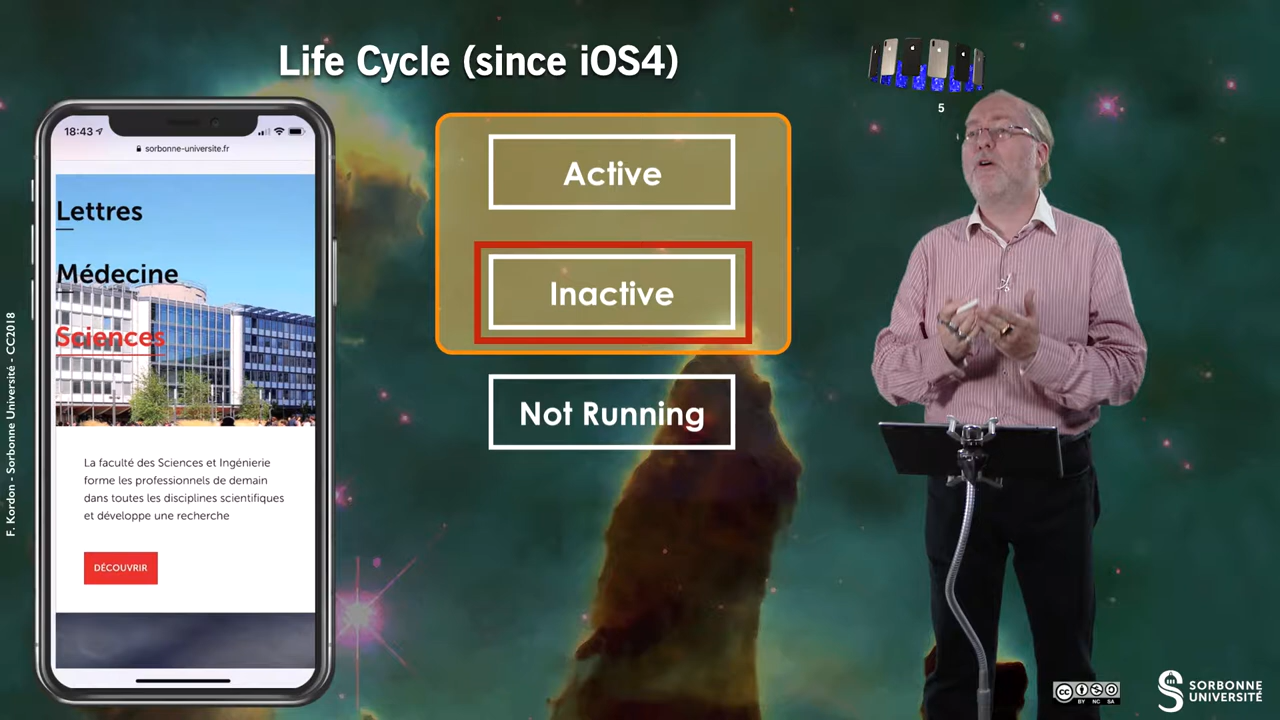 Life Cycle (since iOS4)
5
18:43
sorbonne-universite.fr
Lettres
Médecine
Sciences
La faculté des Sciences et Ingénierie
forme les professionnels de demain
dans toutes les disciplines scientifiques
et développe une recherche
DÉCOUVRIR
Active
Inactive
Not Running
F. Kordon - Sorbonne Université - CC2018
CC
BY NC SA
SORBONNE
UNIVERSITÉ